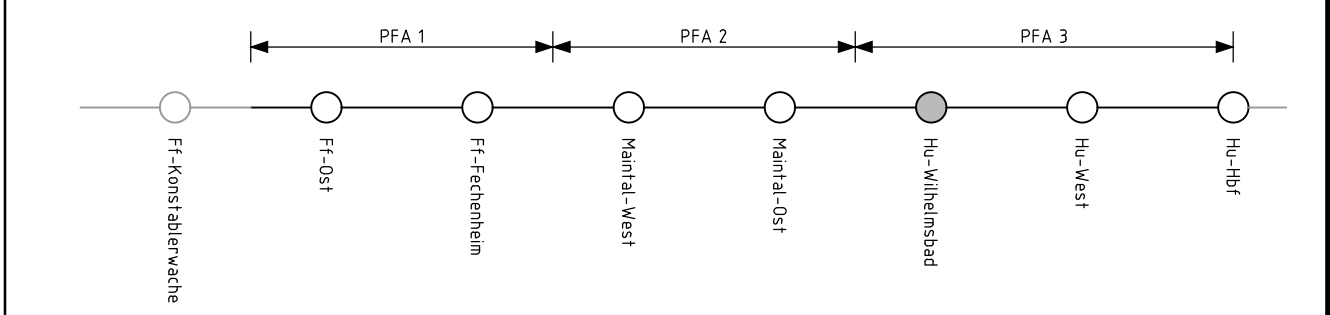 PFA 1
PFA 2
PFA 3
Ff-Konstablerwache
Ff-Ost
Ff-Fechenheim
Maintal-West
Maintal-Ost
Hu-Wilhelmsbad
Hu-West
Hu-Hbf